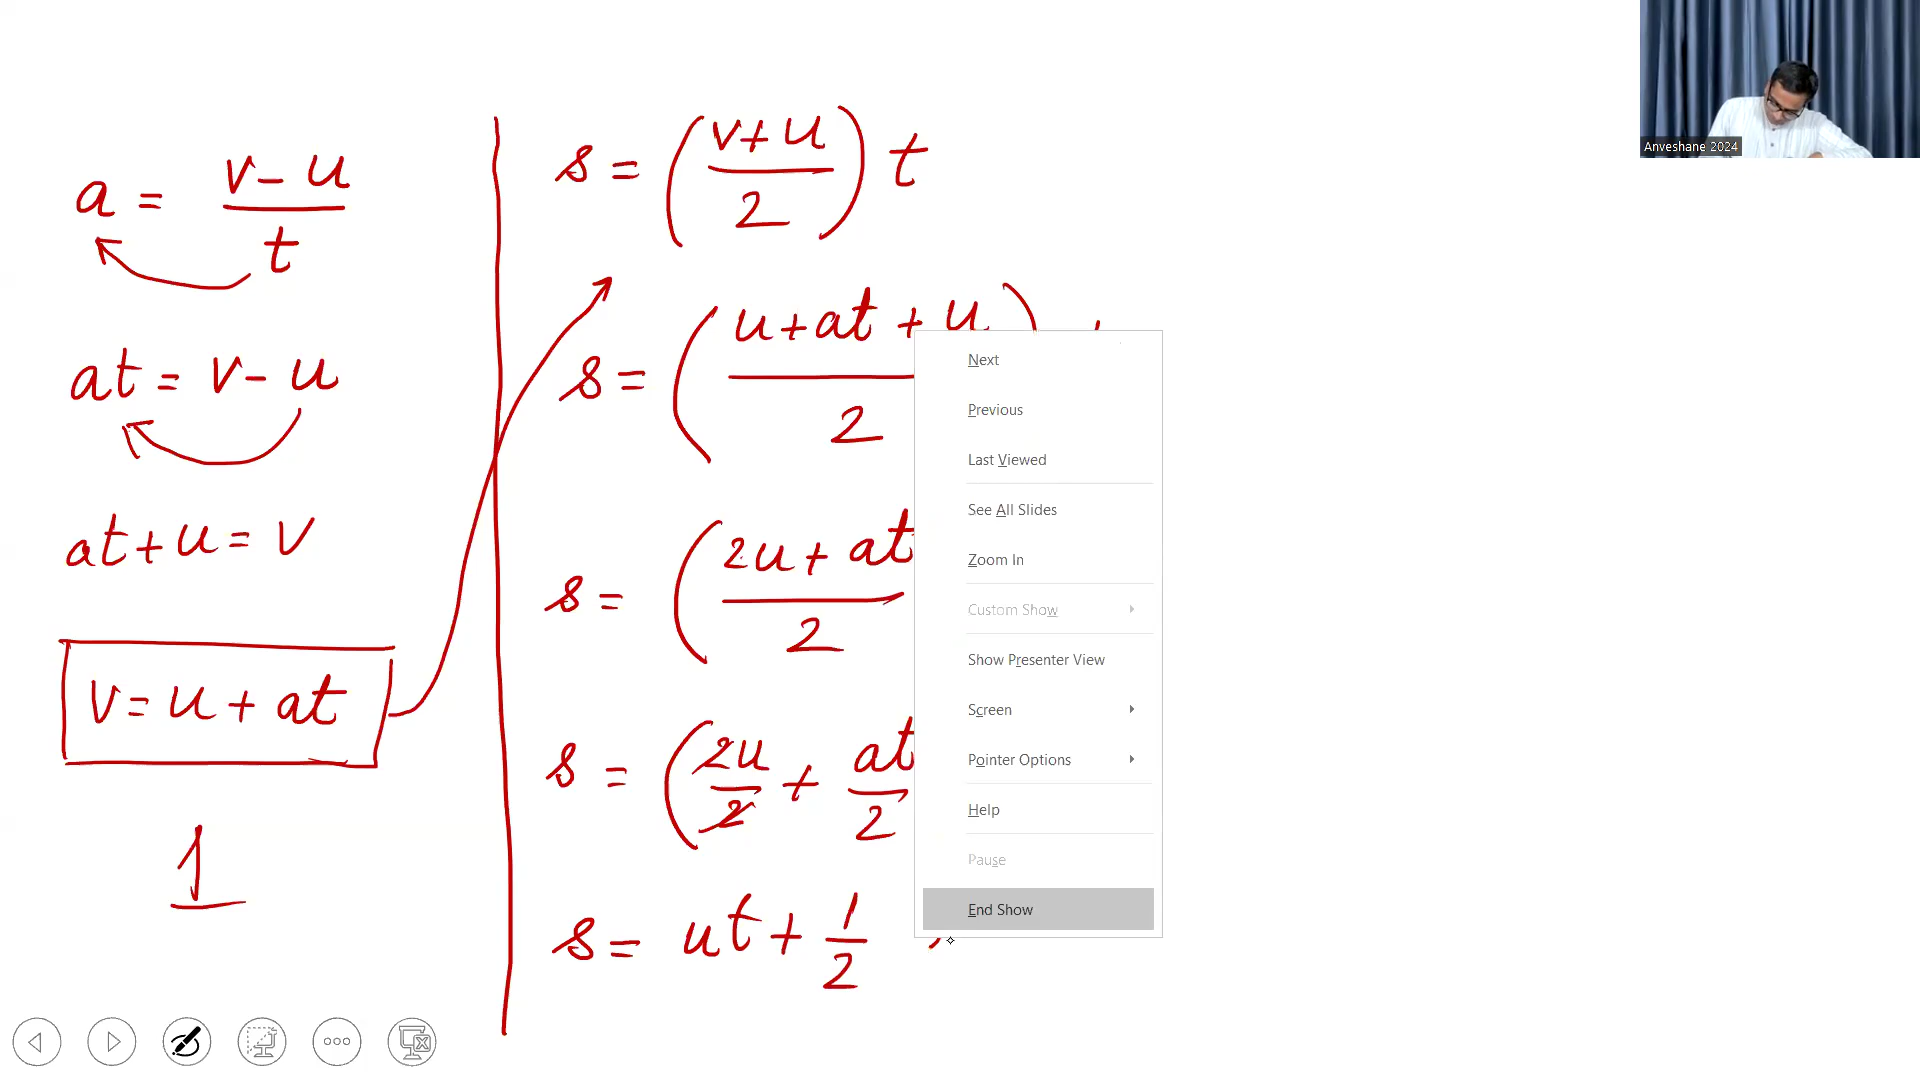 a = v - u / t
at = v - u
at + u = v
v = u + at
1
s = (v + u / 2) t
s = (u + at + u / 2)
s = (2u + at / 2
s = (2u / 2 + at / 2
s = ut + 1/2
Next
Previous
Last Viewed
See All Slides
Zoom In
Custom Show
Show Presenter View
Screen
Pointer Options
Help
Pause
End Show
Anveshane 2024